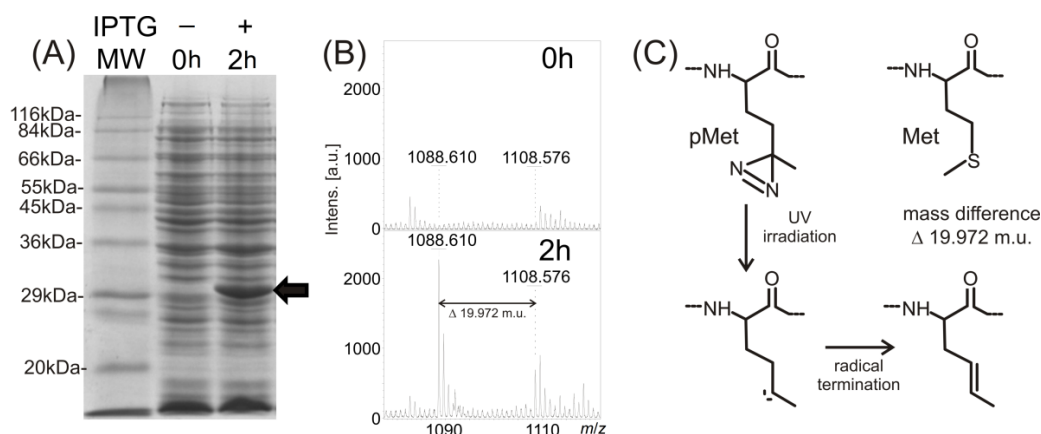 (A)
IPTG − +
MW 0h 2h
116kDa-
84kDa-
66kDa-
55kDa-
45kDa-
36kDa-
29kDa-
20kDa-
(B)
0h
2000
1088.610 1108.576
1000
0
Intens. [a.u.]
1088.610
2h
1108.576
2000
Δ 19.972 m.u.
1000
0
1090 1110 m/z
(C)
NH O
pMet
N
N
NH O
Met
S
UV
irradiation
mass difference
Δ 19.972 m.u.
NH O
radical
termination
NH O